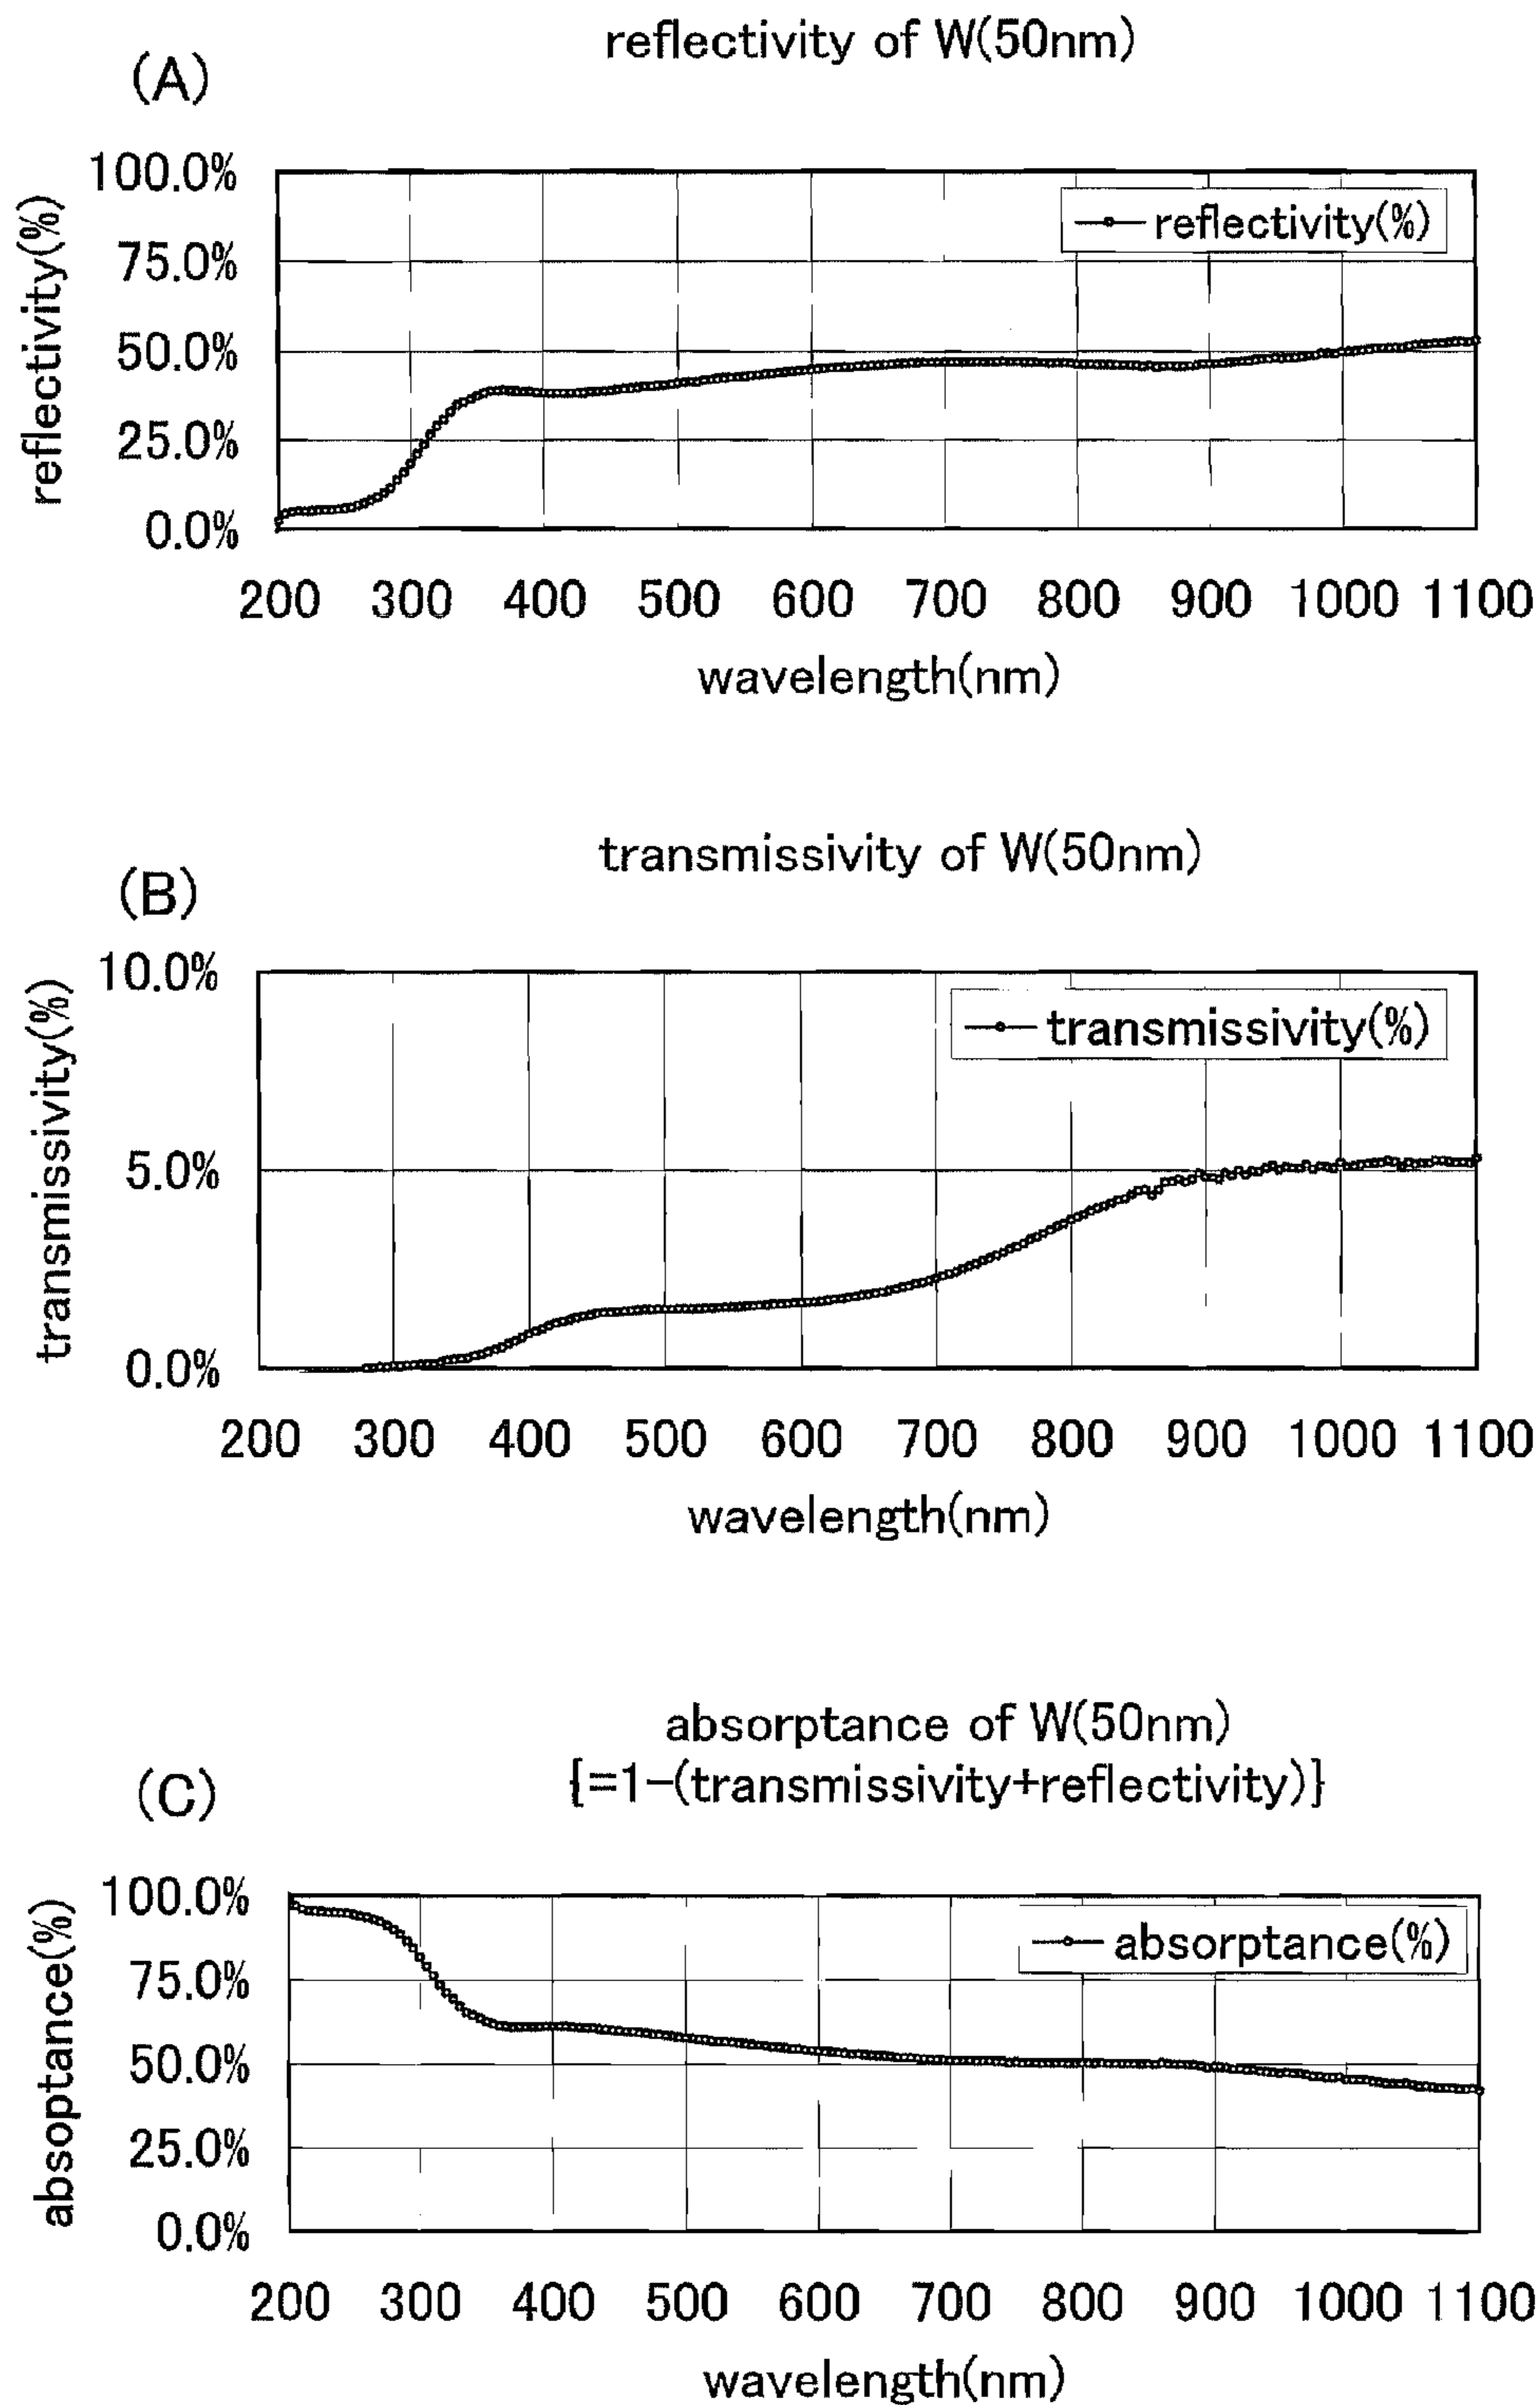 reflectivity of W(50nm)
(A)
100.0%
75.0%
50.0%
25.0%
0.0%
reflectivity(%)
reflectivity(%)
200 300 400 500 600 700 800 900 1000 1100
wavelength(nm)
transmissivity of W(50nm)
(B)
10.0%
5.0%
0.0%
transmissivity(%)
transmissivity(%)
200 300 400 500 600 700 800 900 1000 1100
wavelength(nm)
absorptance of W(50nm)
{=1-(transmissivity+reflectivity)}
(C)
100.0%
75.0%
50.0%
25.0%
0.0%
absoptance(%)
absorptance(%)
200 300 400 500 600 700 800 900 1000 1100
wavelength(nm)